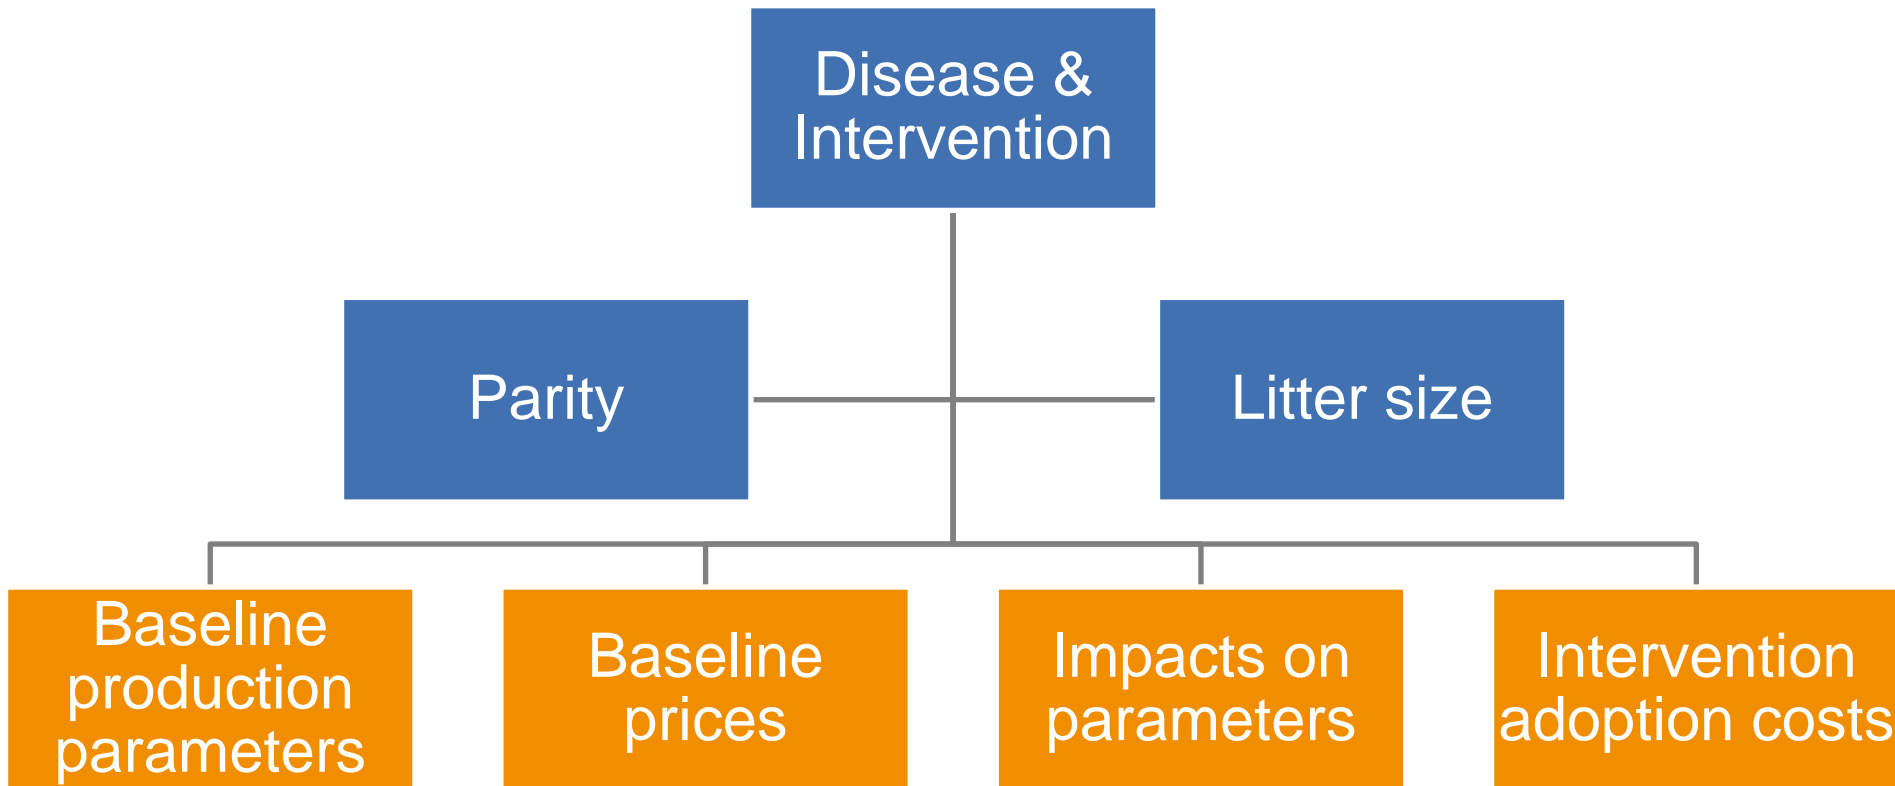 Disease &
Intervention
Parity
Litter size
Baseline
production
parameters
Baseline
prices
Impacts on
parameters
Intervention
adoption costs